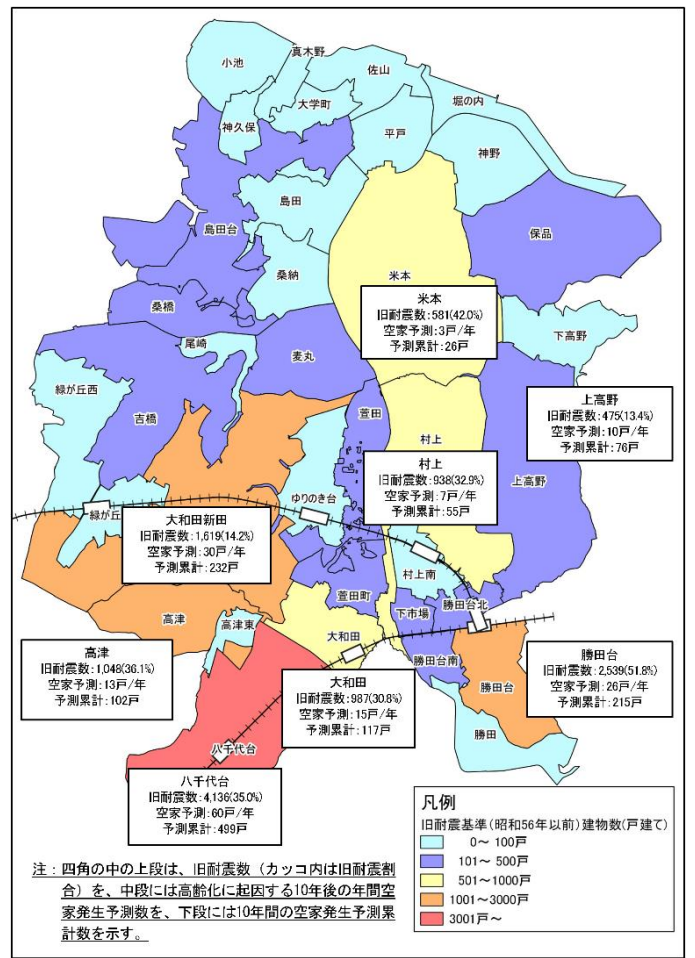 小池
真木野
佐山
大学町
堀の内
神久保
平戸
神野
島田
保品
島田台
米本
桑納
米本
旧耐震数:581(42.0%)
空家予測:3戸/年
予測累計:26戸
桑橋
下高野
尾崎
麦丸
緑が丘西
上高野
旧耐震数:475(13.4%)
空家予測:10戸/年
予測累計:76戸
吉橋
萱田
村上
村上
旧耐震数:938(32.9%)
空家予測:7戸/年
予測累計:55戸
上高野
ゆりのき台
緑が丘
大和田新田
旧耐震数:1,619(14.2%)
空家予測:30戸/年
予測累計:232戸
村上南
萱田町
下市場
勝田台北
高津
高津東
大和田
勝田台南
高津
旧耐震数:1,048(36.1%)
空家予測:13戸/年
予測累計:102戸
大和田
旧耐震数:987(30.8%)
空家予測:15戸/年
予測累計:117戸
勝田台
旧耐震数:2,539(51.8%)
空家予測:26戸/年
予測累計:215戸
勝田台
勝田
八千代台
八千代台
旧耐震数:4,136(35.0%)
空家予測:60戸/年
予測累計:499戸
凡例
旧耐震基準(昭和56年以前)建物数(戸建て)
0~ 100戸
101~ 500戸
501~1000戸
1001~3000戸
3001戸~
注:四角の中の上段は、旧耐震数(カッコ内は旧耐震割
合)を、中段には高齢化に起因する10年後の年間空
家発生予測数を、下段には10年間の空家発生予測累
計数を示す。